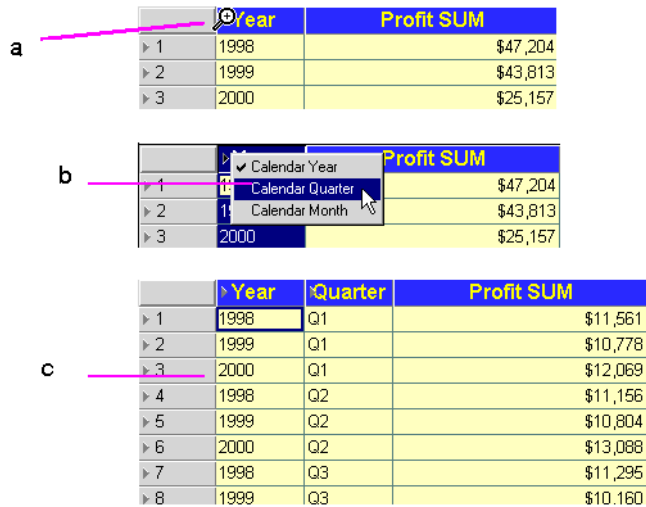 a
Year Profit SUM
1 1998 $47,204
2 1999 $43,813
3 2000 $25,157
b
Profit SUM
Calendar Year
Calendar Quarter
Calendar Month
1 $47,204
2 $43,813
3 2000 $25,157
c
Year Quarter Profit SUM
1 1998 Q1 $11,561
2 1999 Q1 $10,778
3 2000 Q1 $12,069
4 1998 Q2 $11,156
5 1999 Q2 $10,804
6 2000 Q2 $13,088
7 1998 Q3 $11,295
8 1999 Q3 $10,160